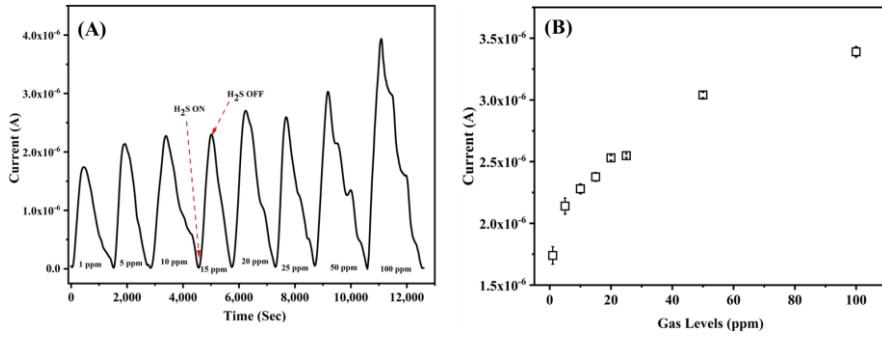 (A)
4.0x10⁻⁶
3.0x10⁻⁶
2.0x10⁻⁶
1.0x10⁻⁶
0.0
Current (A)
H₂S ON
H₂S OFF
1 ppm
5 ppm
10 ppm
15 ppm
20 ppm
25 ppm
50 ppm
100 ppm
0
2,000
4,000
6,000
8,000
10,000
12,000
Time (Sec)
(B)
3.5x10⁻⁶
3.0x10⁻⁶
2.5x10⁻⁶
2.0x10⁻⁶
1.5x10⁻⁶
Current (A)
0
20
40
60
80
100
Gas Levels (ppm)